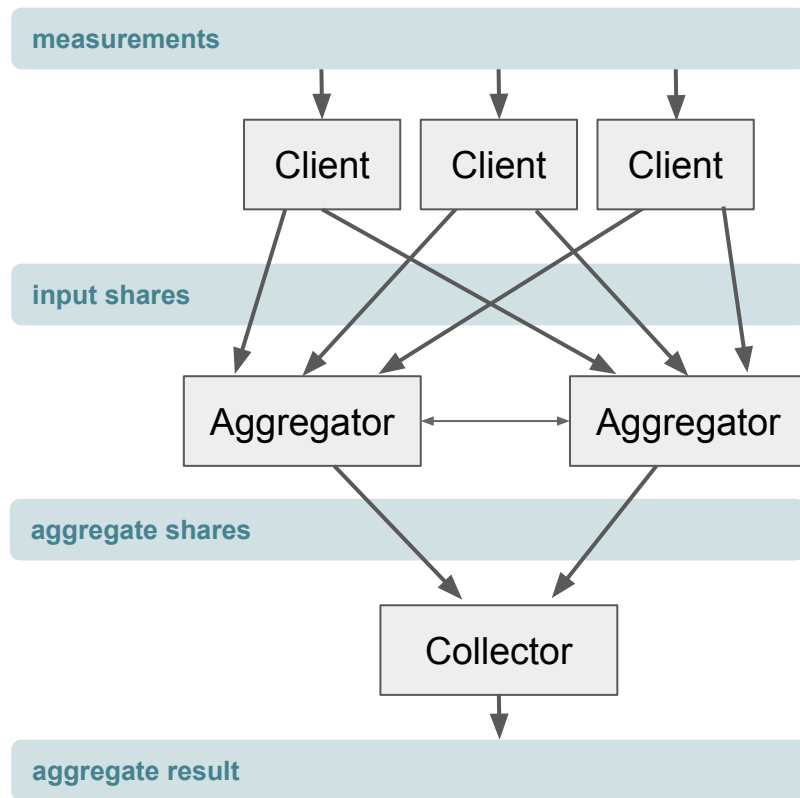 measurements
Client
Client
Client
input shares
Aggregator
Aggregator
aggregate shares
Collector
aggregate result